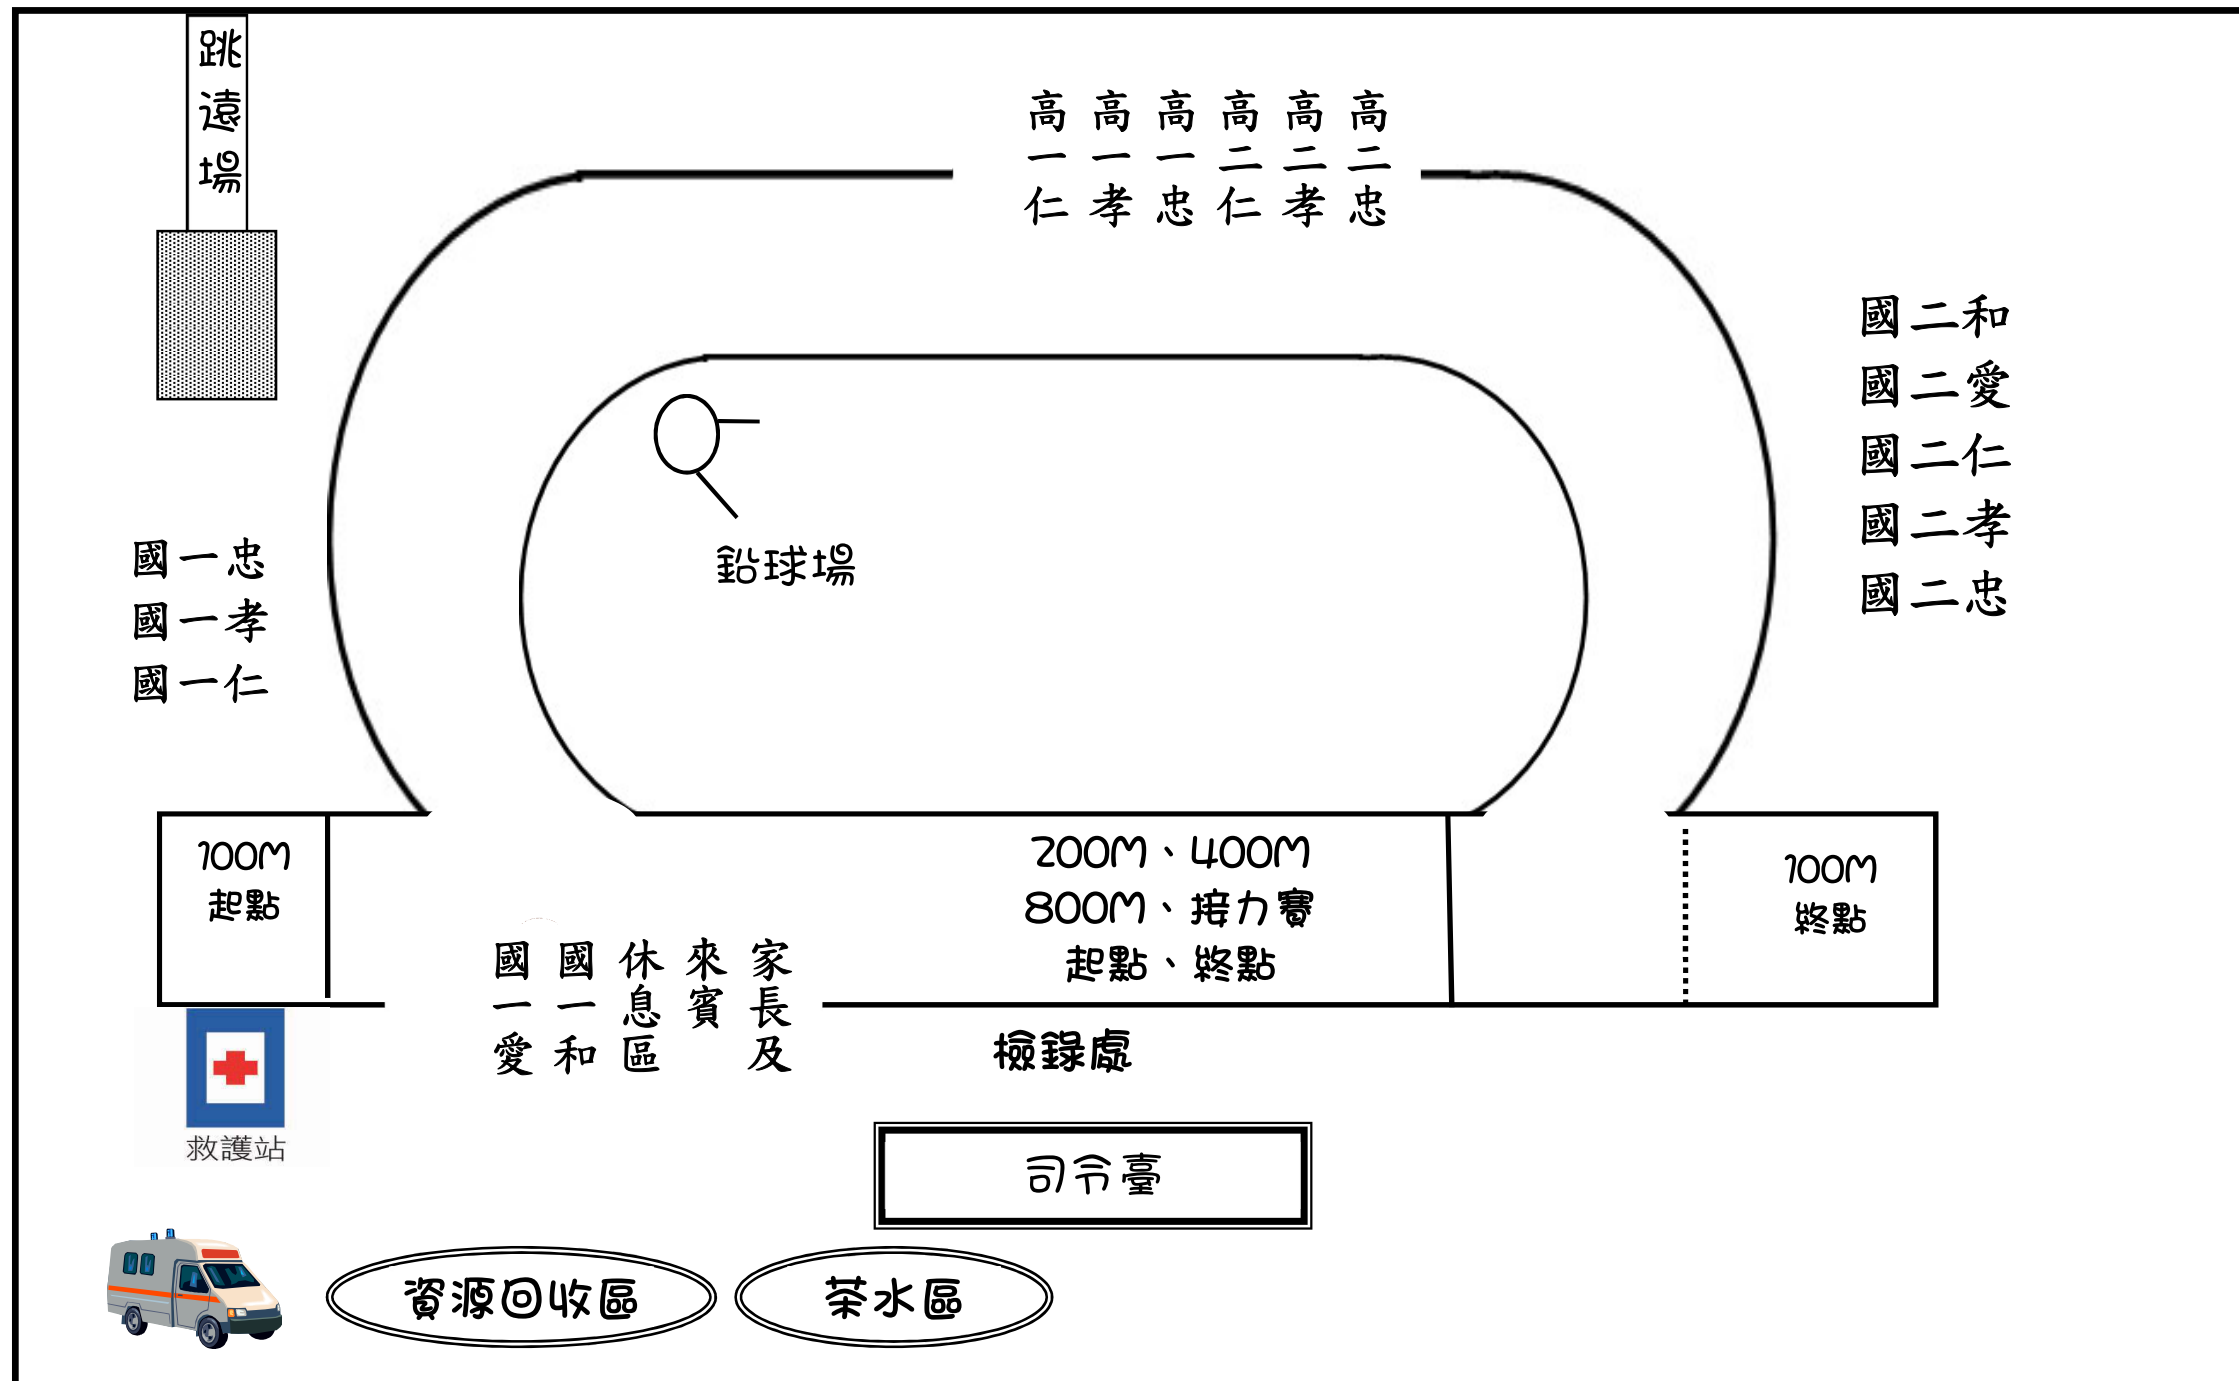 跳遠場
高一仁
高一孝
高一忠
高二仁
高二孝
高二忠
國二和
國二愛
國二仁
國二孝
國二忠
鉛球場
國一忠
國一孝
國一仁
100M
起點
200M、400M
800M、接力賽
起點、終點
100M
終點
家長及
來賓
休息區
國一和
國一愛
檢錄處
救護站
司令臺
資源回收區
茶水區